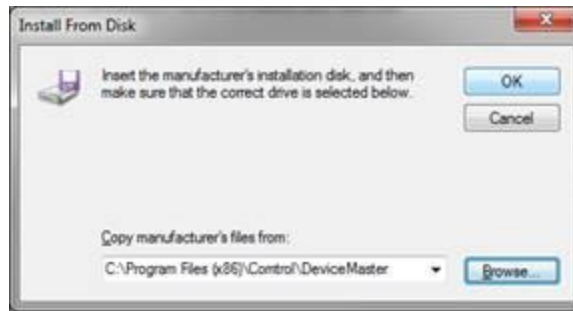 Install From Disk
Insert the manufacturer's installation disk, and then
make sure that the correct drive is selected below.
OK
Cancel
Copy manufacturer's files from:
C:\Program Files (x86)\Comtrol\DeviceMaster
Browse...